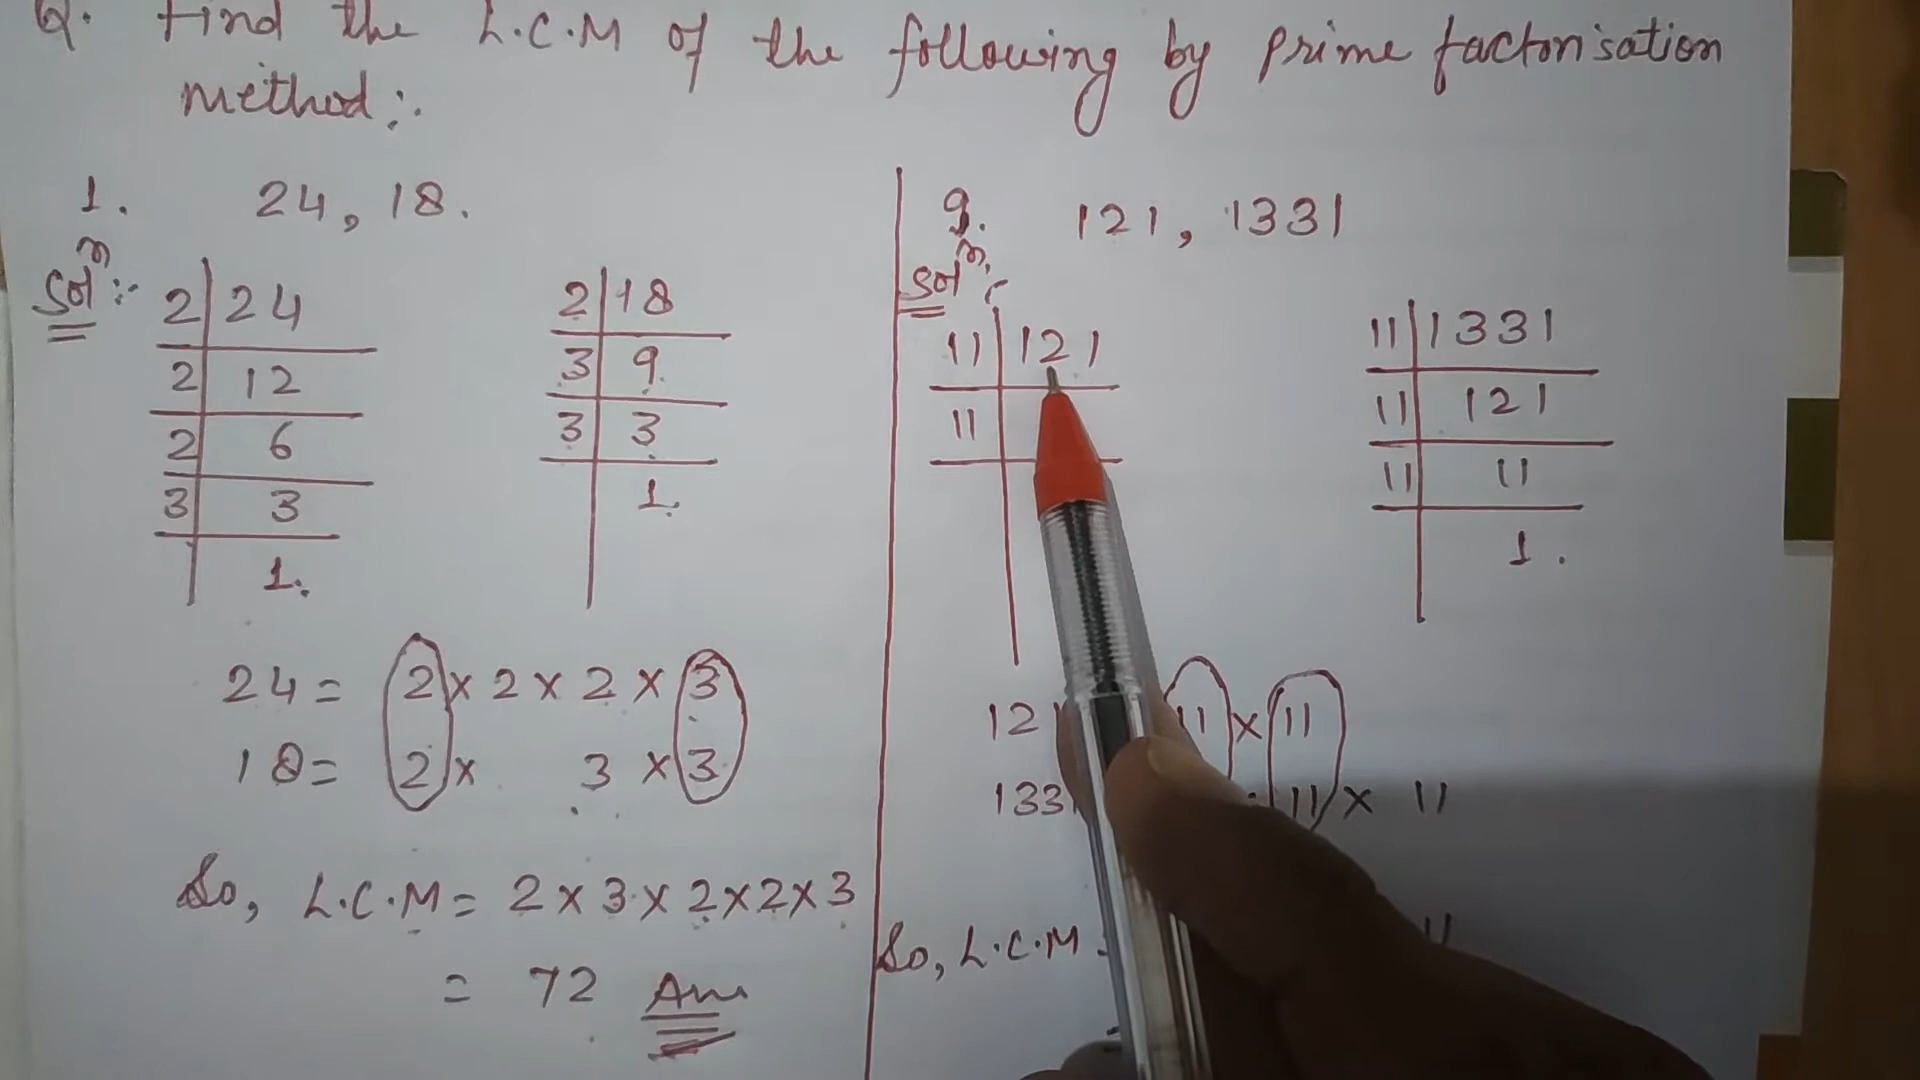 Q. Find the L.C.M of the following by prime factorisation
method:.
1. 24, 18.
Solⁿ:-
2 | 24
2 | 12
2 | 6
3 | 3
1.
2 | 18
3 | 9
3 | 3
1.
24 = 2 x 2 x 2 x 3
18 = 2 x 3 x 3
So, L.C.M = 2 x 3 x 2 x 2 x 3
= 72 Ans
9. 121, 1331
Solⁿ:
11 | 121
11 |
11 | 1331
11 | 121
11 | 11
1.
121 11 x 11
133 11 x 11
So, L.C.M = 11